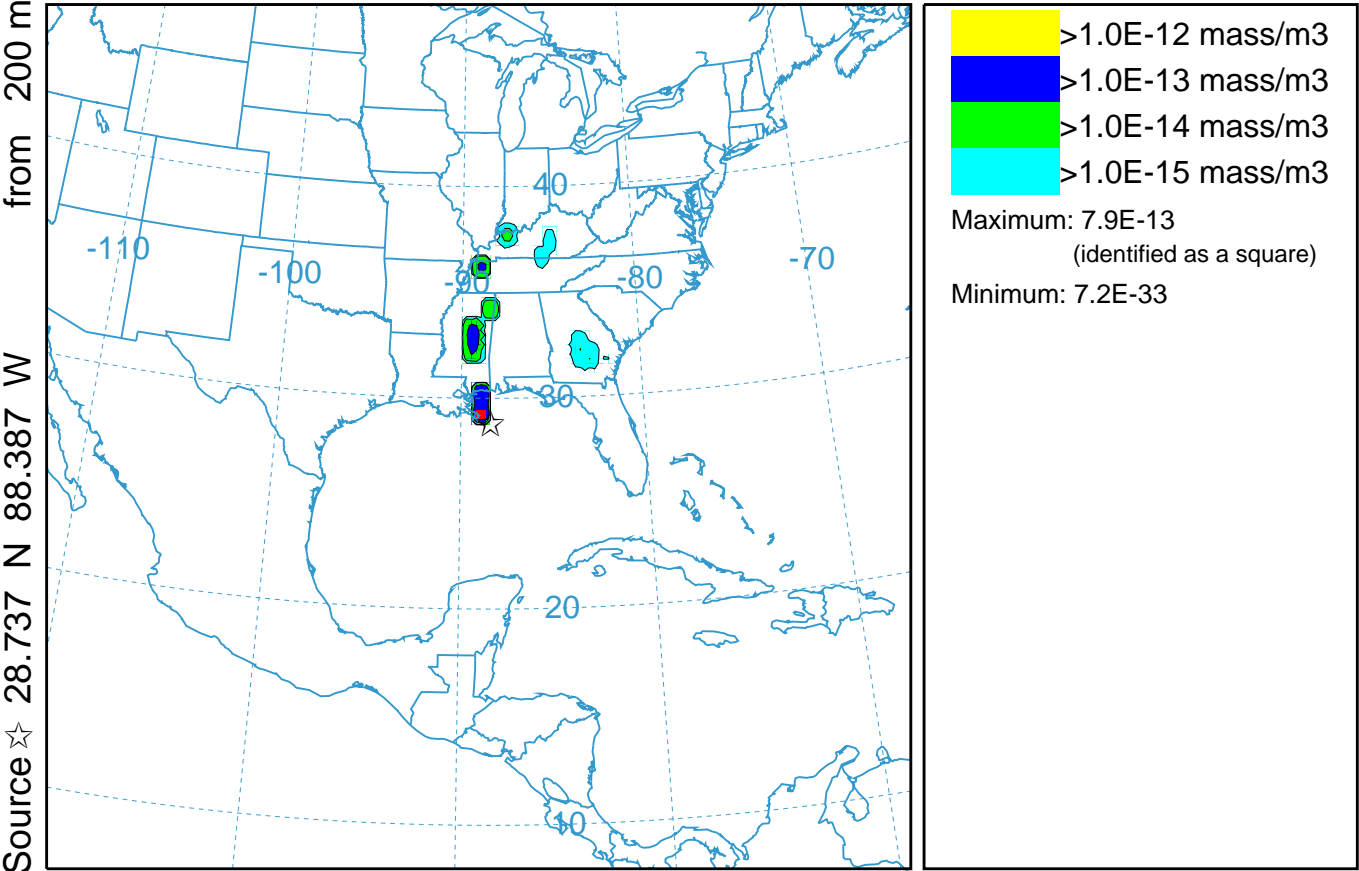 Source ☆ 28.737 N 88.387 W from 200 m
40
-110
-100
-90
-80
-70
30
20
10
>1.0E-12 mass/m3
>1.0E-13 mass/m3
>1.0E-14 mass/m3
>1.0E-15 mass/m3
Maximum: 7.9E-13
(identified as a square)
Minimum: 7.2E-33